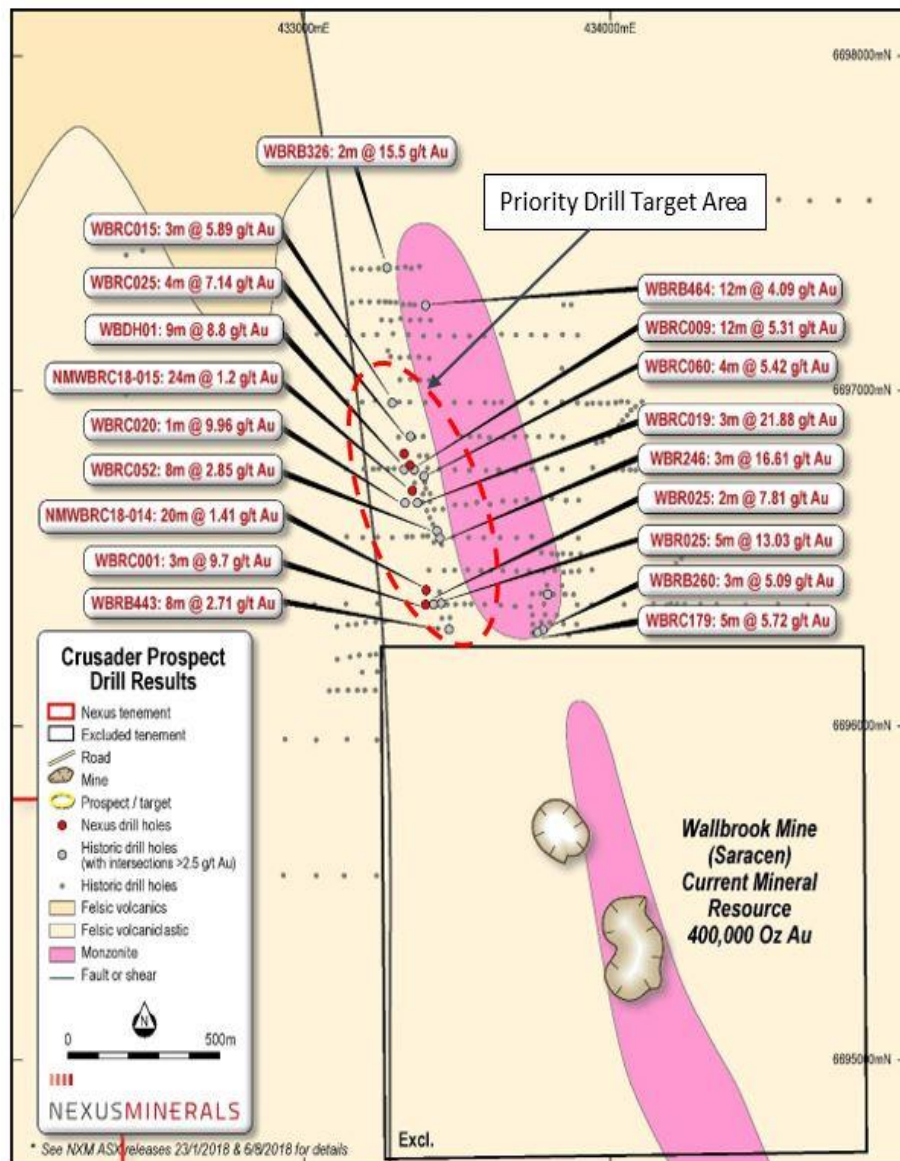 433000mE
434000mE
6698000mN
WBRB326: 2m @ 15.5 g/t Au
Priority Drill Target Area
WBRC015: 3m @ 5.89 g/t Au
WBRC025: 4m @ 7.14 g/t Au
WBDH01: 9m @ 8.8 g/t Au
NMWBRC18-015: 24m @ 1.2 g/t Au
WBRC020: 1m @ 9.96 g/t Au
WBRC052: 8m @ 2.85 g/t Au
NMWBRC18-014: 20m @ 1.41 g/t Au
WBRC001: 3m @ 9.7 g/t Au
WBRB443: 8m @ 2.71 g/t Au
WBRB464: 12m @ 4.09 g/t Au
WBRC009: 12m @ 5.31 g/t Au
WBRC060: 4m @ 5.42 g/t Au
6697000mN
WBRC019: 3m @ 21.88 g/t Au
WBR246: 3m @ 16.61 g/t Au
WBR025: 2m @ 7.81 g/t Au
WBR025: 5m @ 13.03 g/t Au
WBRB260: 3m @ 5.09 g/t Au
WBRC179: 5m @ 5.72 g/t Au
Crusader Prospect
Drill Results
Nexus tenement
Excluded tenement
Road
Mine
Prospect / target
Nexus drill holes
Historic drill holes
(with intersections >2.5 g/t Au)
Historic drill holes
Felsic volcanics
Felsic volcaniclastic
Monzonite
Fault or shear
N
0 500m
NEXUSMINERALS
6696000mN
Wallbrook Mine
(Saracen)
Current Mineral
Resource
400,000 Oz Au
6695000mN
Excl.
* See NXM ASX releases 23/1/2018 & 6/8/2018 for details